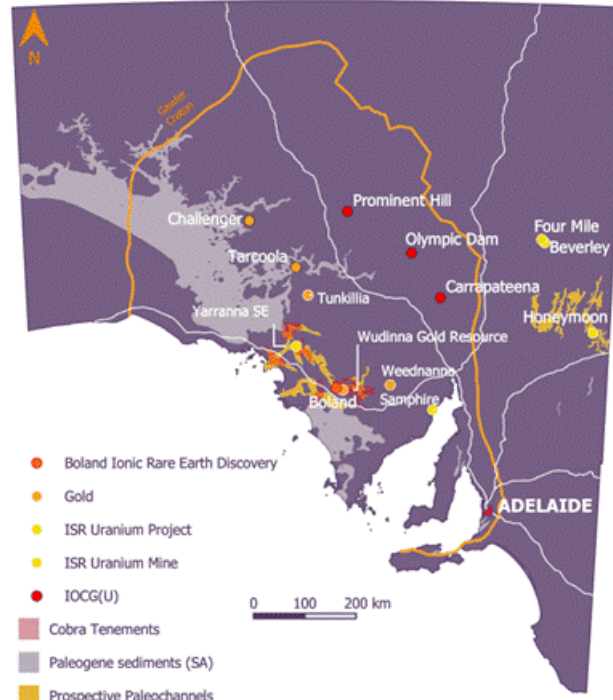 N
Gawler
Craton
Prominent Hill
Challenger
Four Mile
Beverley
Olympic Dam
Tarcoola
Carrapateena
Tunkillia
Yarranna SE
Honeymoon
Wudinna Gold Resource
Weednanna
Boland
Samphire
Boland Ionic Rare Earth Discovery
Gold
ADELAIDE
ISR Uranium Project
ISR Uranium Mine
IOCG(U)
0 100 200 km
Cobra Tenements
Paleogene sediments (SA)
Prospective Paleochannels